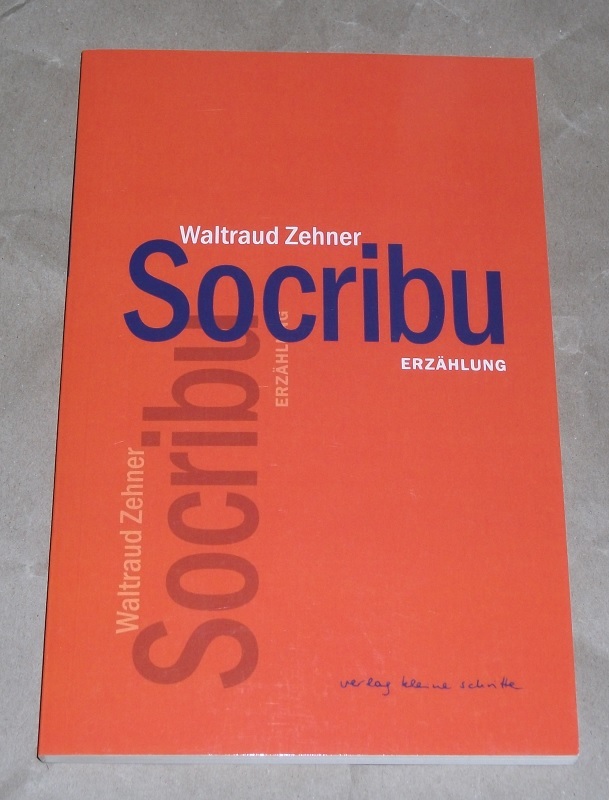 Waltraud Zehner
Socribu
ERZÄHLUNG
Waltraud Zehner
Socribu
ERZÄHLUNG
verlag kleine schritte